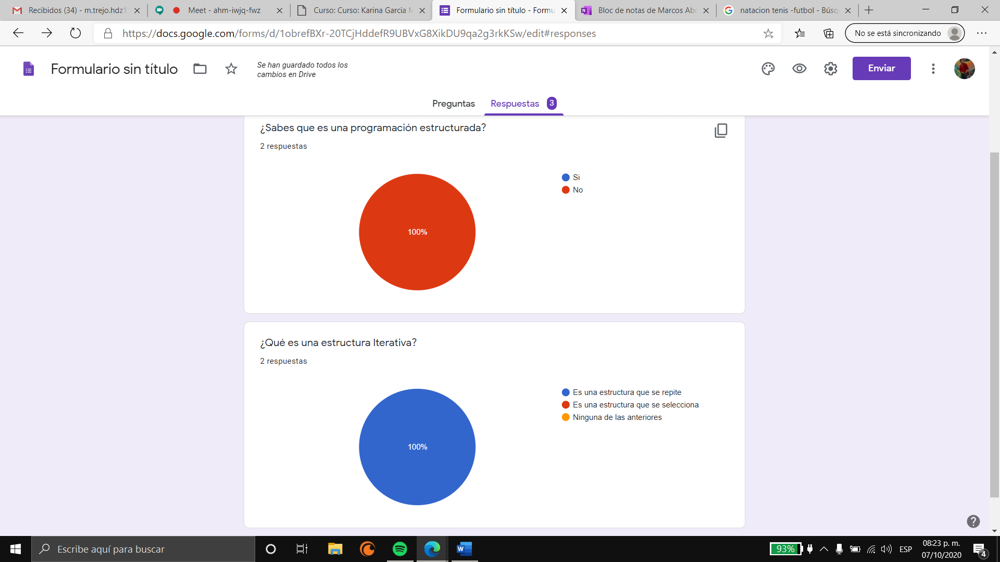 Recibidos (34) - m.trejo.hdz1
Meet - ahm-iwjq-fwz
Curso: Curso: Karina Garcia M
Formulario sin título - Formu
Bloc de notas de Marcos Abd
natacion tenis -futbol - Búsq
https://docs.google.com/forms/d/1obrefBXr-20TCjHddefR9UBVxG8XikDU9qa2g3rkKSw/edit#responses
No se está sincronizando
Formulario sin título
Se han guardado todos los
cambios en Drive
Enviar
Preguntas
Respuestas 3
¿Sabes que es una programación estructurada?
2 respuestas
Si
No
100%
¿Qué es una estructura Iterativa?
2 respuestas
Es una estructura que se repite
Es una estructura que se selecciona
Ninguna de las anteriores
100%
Escribe aquí para buscar
93%
ESP
08:23 p. m.
07/10/2020
4